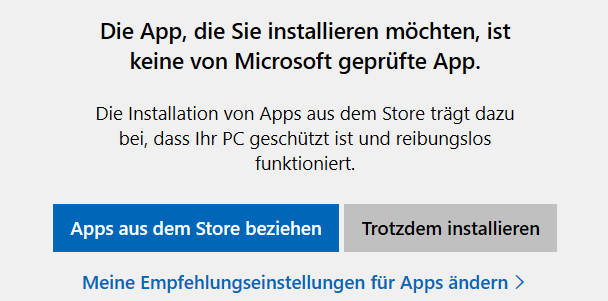 Die App, die Sie installieren möchten, ist
keine von Microsoft geprüfte App.
Die Installation von Apps aus dem Store trägt dazu
bei, dass Ihr PC geschützt ist und reibungslos
funktioniert.
Apps aus dem Store beziehen
Trotzdem installieren
Meine Empfehlungseinstellungen für Apps ändern >